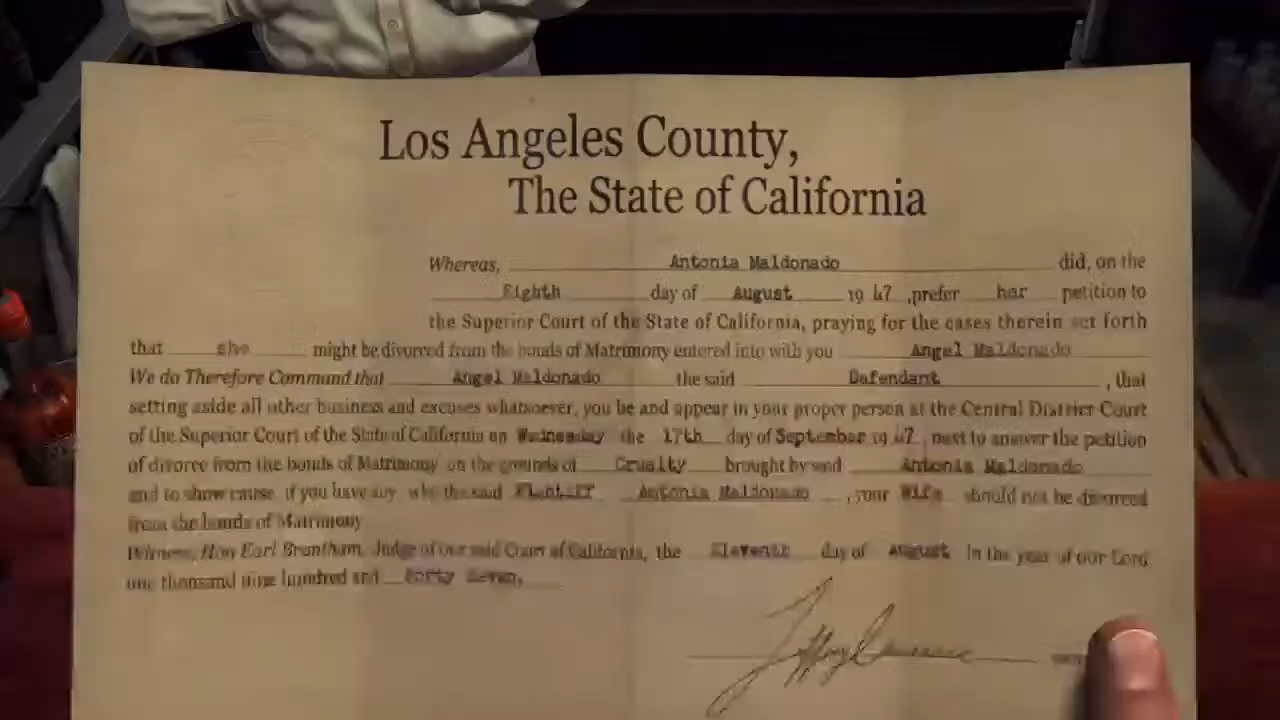 Los Angeles County,
The State of California
Whereas, Antonia Maldonado did, on the
Eighth day of August 1947, prefer her petition to
the Superior Court of the State of California, praying for the cases therein set forth
that she might be divorced from the bonds of Matrimony entered into with you Angel Maldonado
We do Therefore Command that Angel Maldonado the said Defendant, that
setting aside all other business and excuses whatsoever, you be and appear in your proper person at the Central District Court
of the Superior Court of the State of California on Wednesday the 17th day of September 1947, next to answer the petition
of divorce from the bonds of Matrimony on the grounds of Cruelty brought by said Antonia Maldonado
and to show cause, if you have any why the said Plantiff Antonia Maldonado, your Wife should not be divorced
from the bonds of Matrimony
Witness, Hon Earl Brantham, Judge of our said Court of California, the Eleventh day of August In the year of our Lord
one thousand nine hundred and Forty Seven,